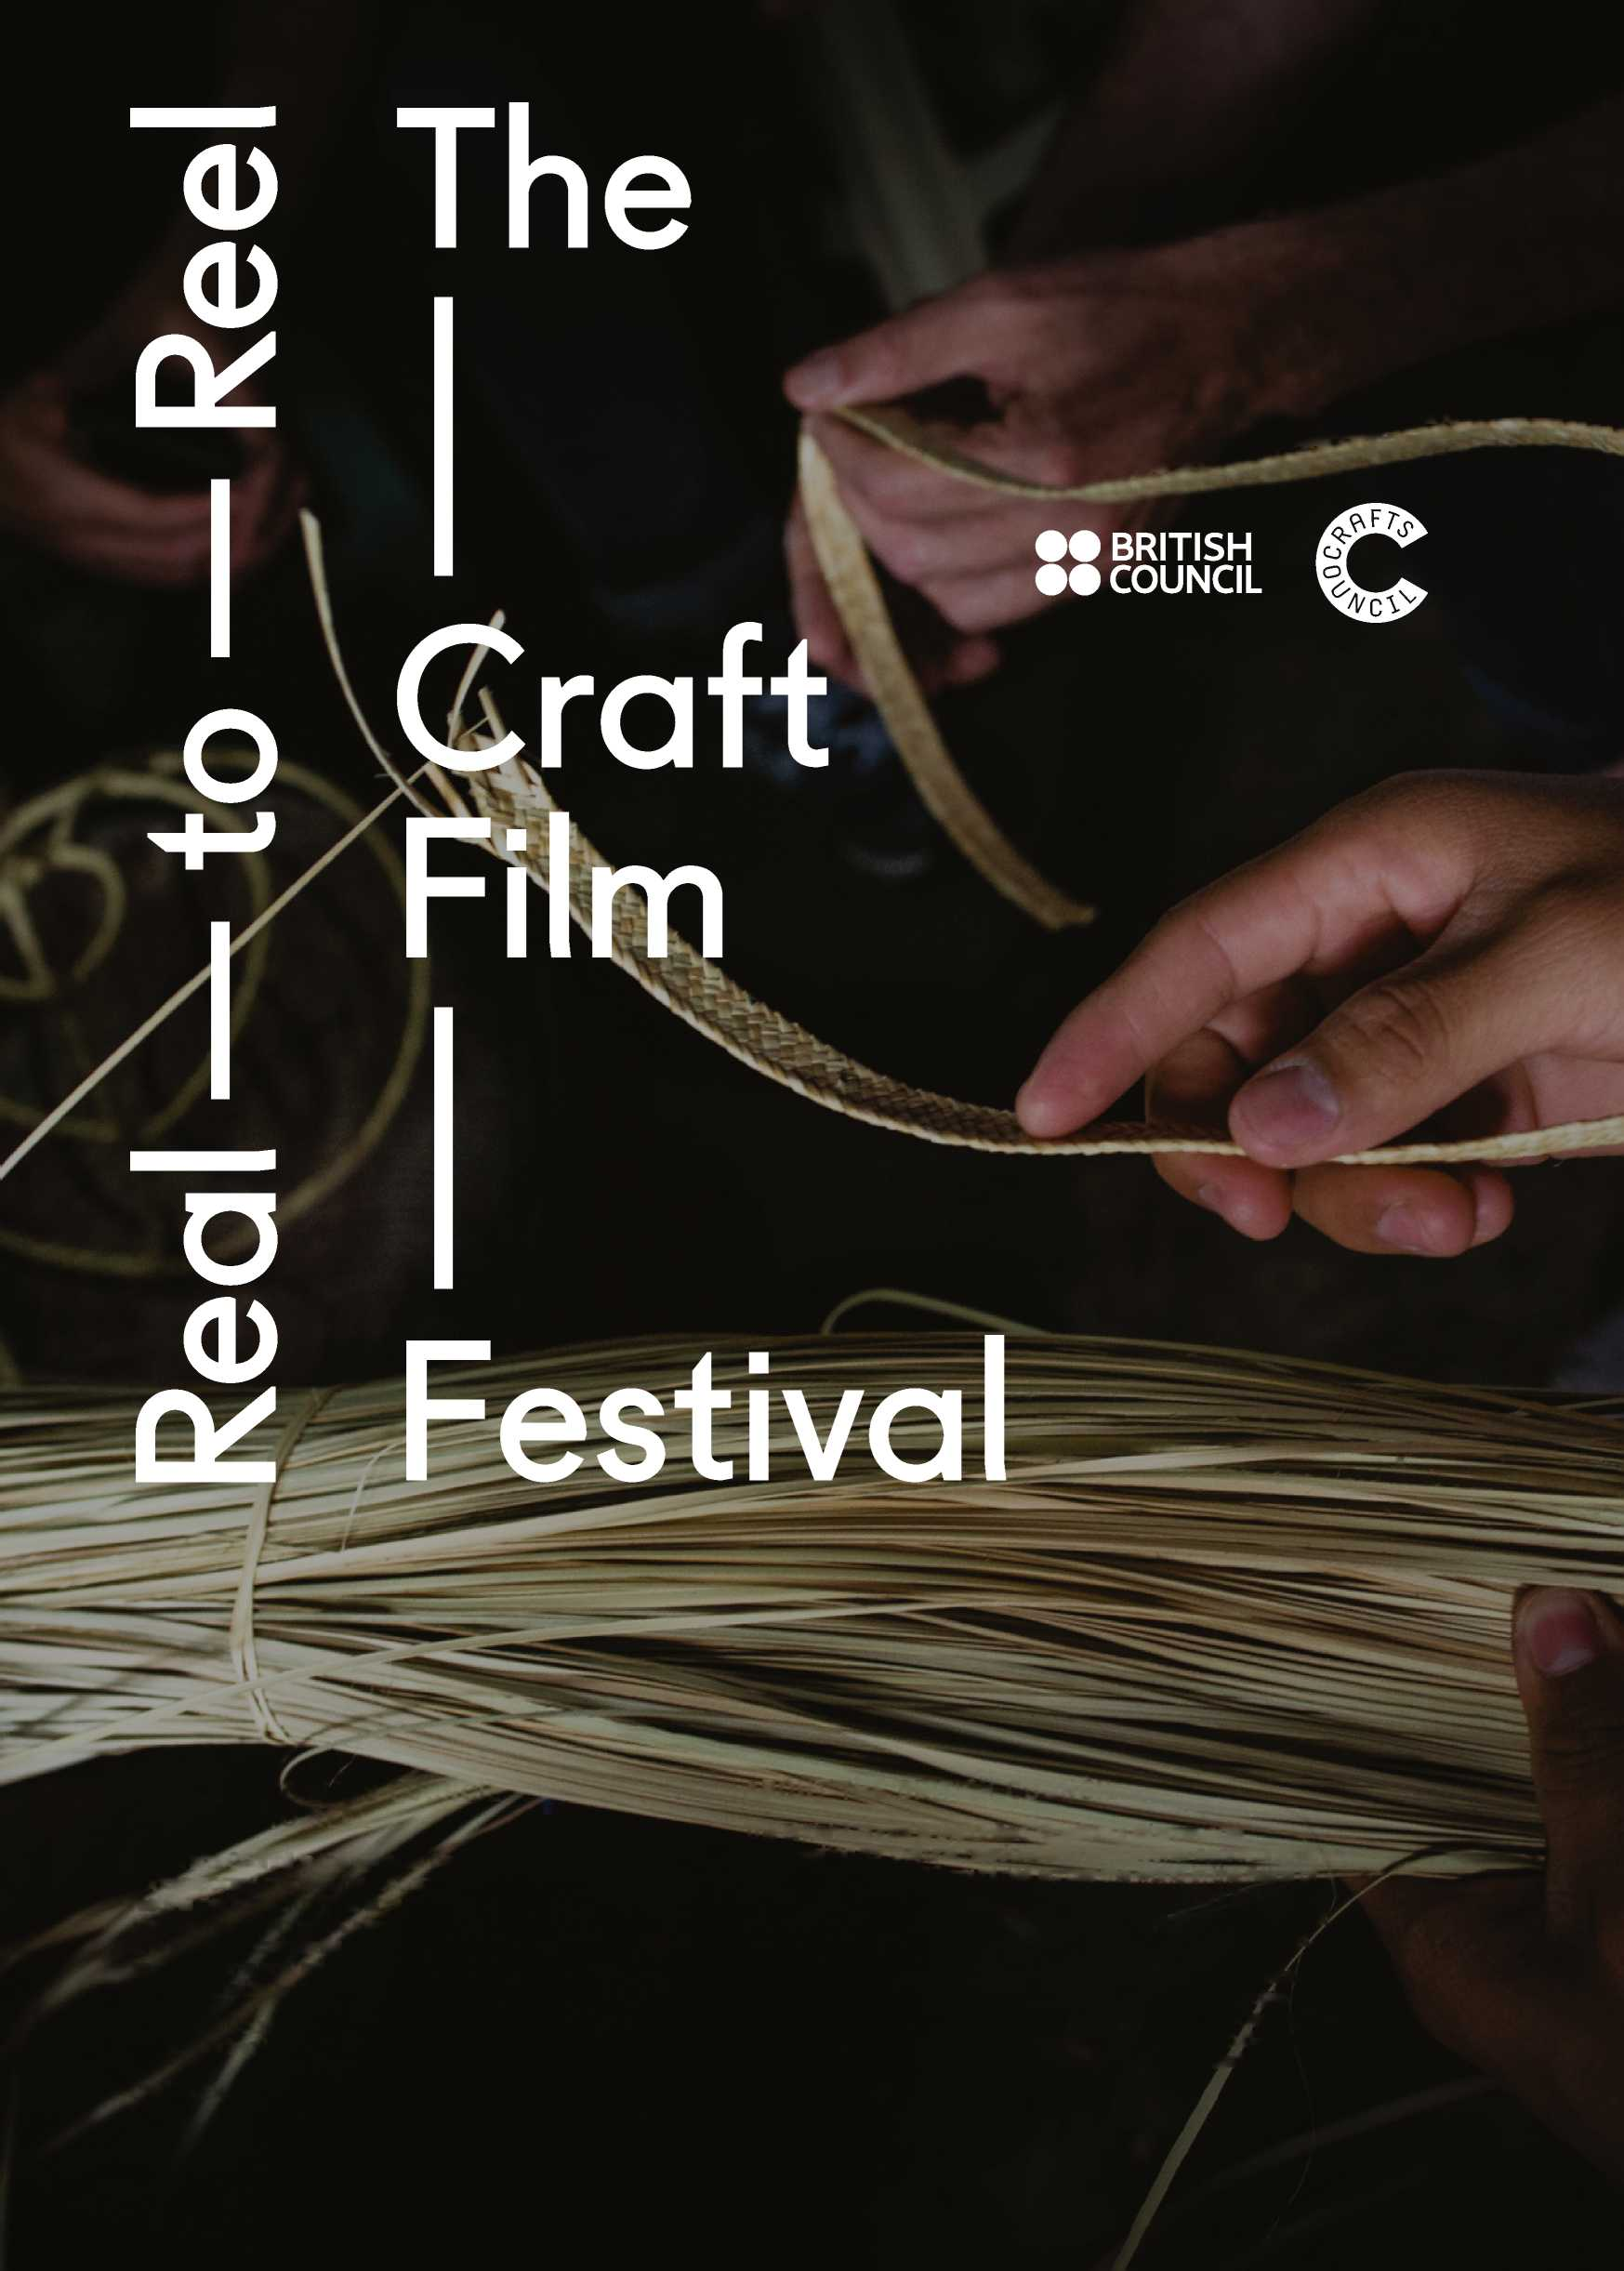 Real — to — Reel
The
—
Craft
Film
—
Festival
BRITISH
COUNCIL
CRAFTS
COUNCIL